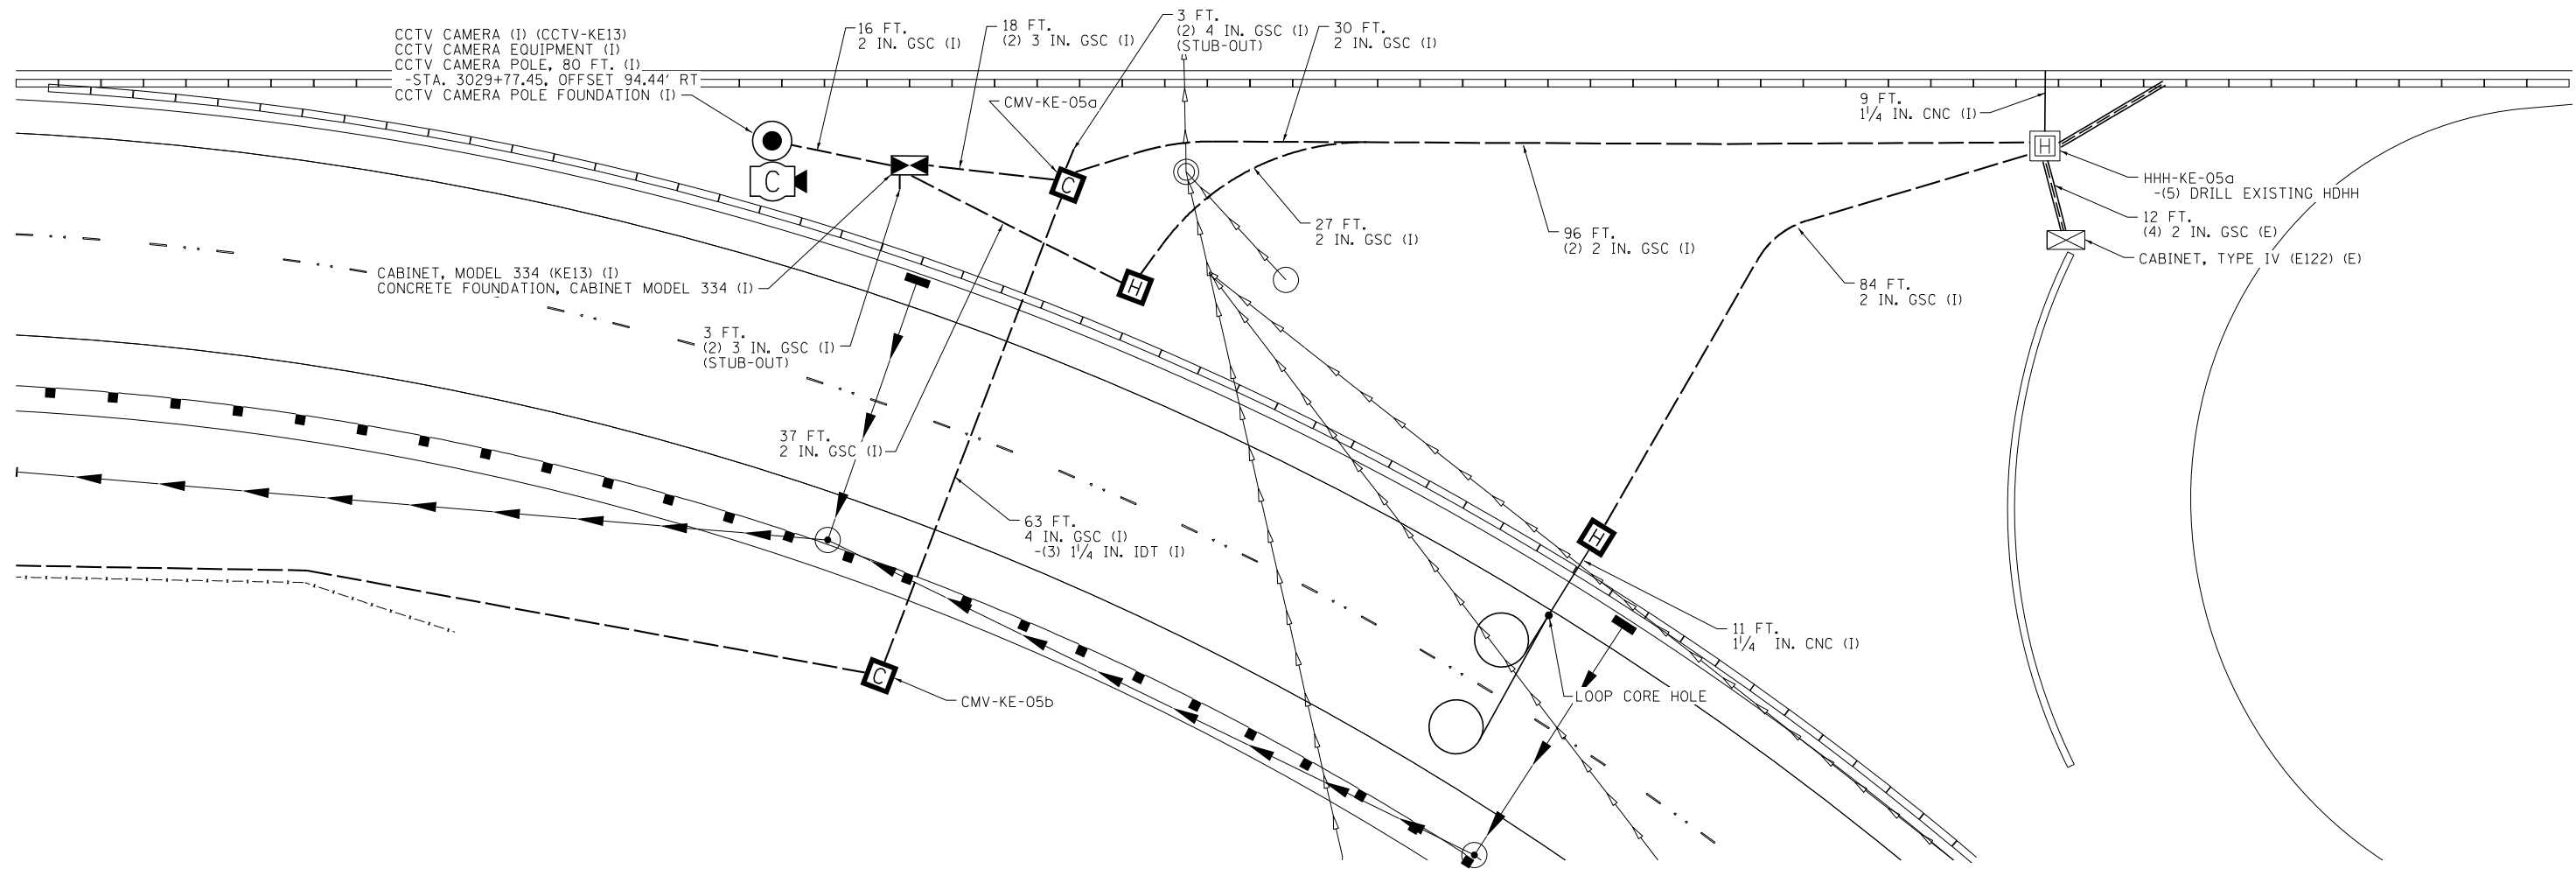 CCTV CAMERA (I) (CCTV-KE13)
CCTV CAMERA EQUIPMENT (I)
CCTV CAMERA POLE, 80 FT. (I)
-STA. 3029+77.45, OFFSET 94.44' RT
CCTV CAMERA POLE FOUNDATION (I)
16 FT.
2 IN. GSC (I)
18 FT.
(2) 3 IN. GSC (I)
3 FT.
(2) 4 IN. GSC (I)
(STUB-OUT)
30 FT.
2 IN. GSC (I)
CMV-KE-05a
9 FT.
1 1/4 IN. CNC (I)
H
C
C
HHH-KE-05a
-(5) DRILL EXISTING HDHH
12 FT.
(4) 2 IN. GSC (E)
CABINET, TYPE IV (E122) (E)
27 FT.
2 IN. GSC (I)
96 FT.
(2) 2 IN. GSC (I)
84 FT.
2 IN. GSC (I)
CABINET, MODEL 334 (KE13) (I)
CONCRETE FOUNDATION, CABINET MODEL 334 (I)
H
3 FT.
(2) 3 IN. GSC (I)
(STUB-OUT)
37 FT.
2 IN. GSC (I)
63 FT.
4 IN. GSC (I)
-(3) 1 1/4 IN. IDT (I)
H
11 FT.
1 1/4 IN. CNC (I)
C
CMV-KE-05b
LOOP CORE HOLE